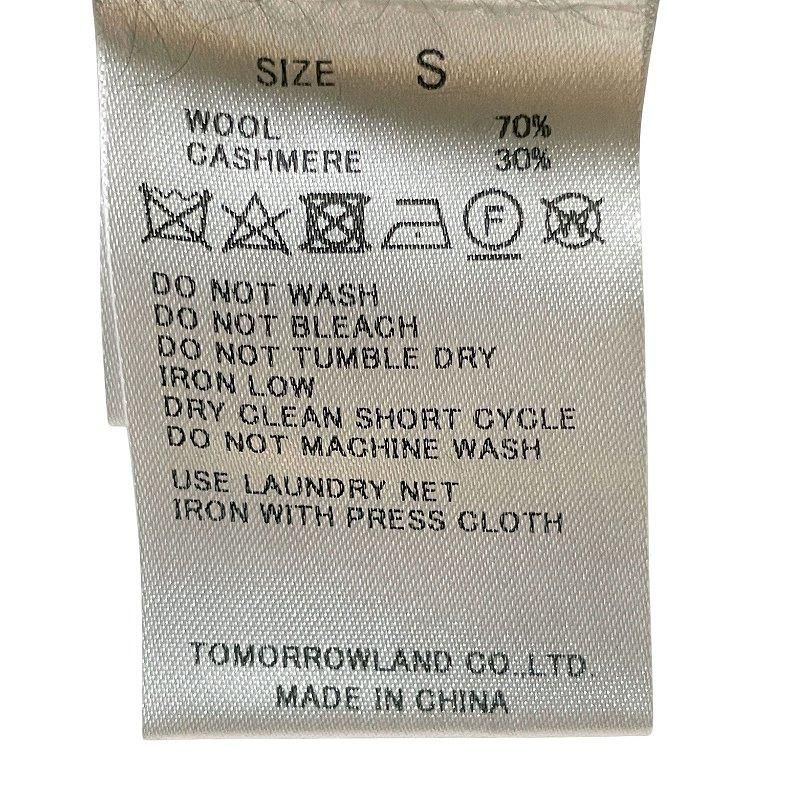 SIZE S
WOOL 70%
CASHMERE 30%
F W
DO NOT WASH
DO NOT BLEACH
DO NOT TUMBLE DRY
IRON LOW
DRY CLEAN SHORT CYCLE
DO NOT MACHINE WASH
USE LAUNDRY NET
IRON WITH PRESS CLOTH
TOMORROWLAND CO.,LTD.
MADE IN CHINA